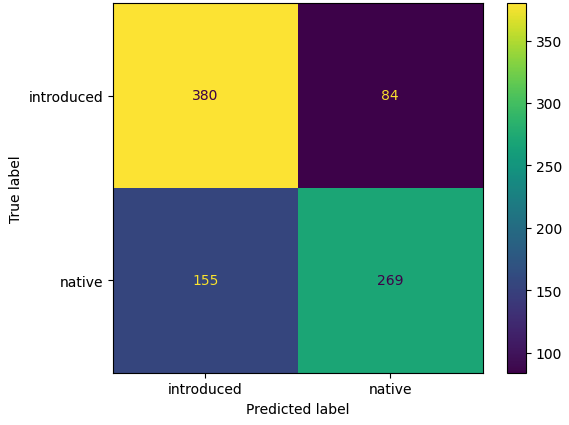 introduced
380
84
native
155
269
introduced
native
True label
Predicted label
350
300
250
200
150
100